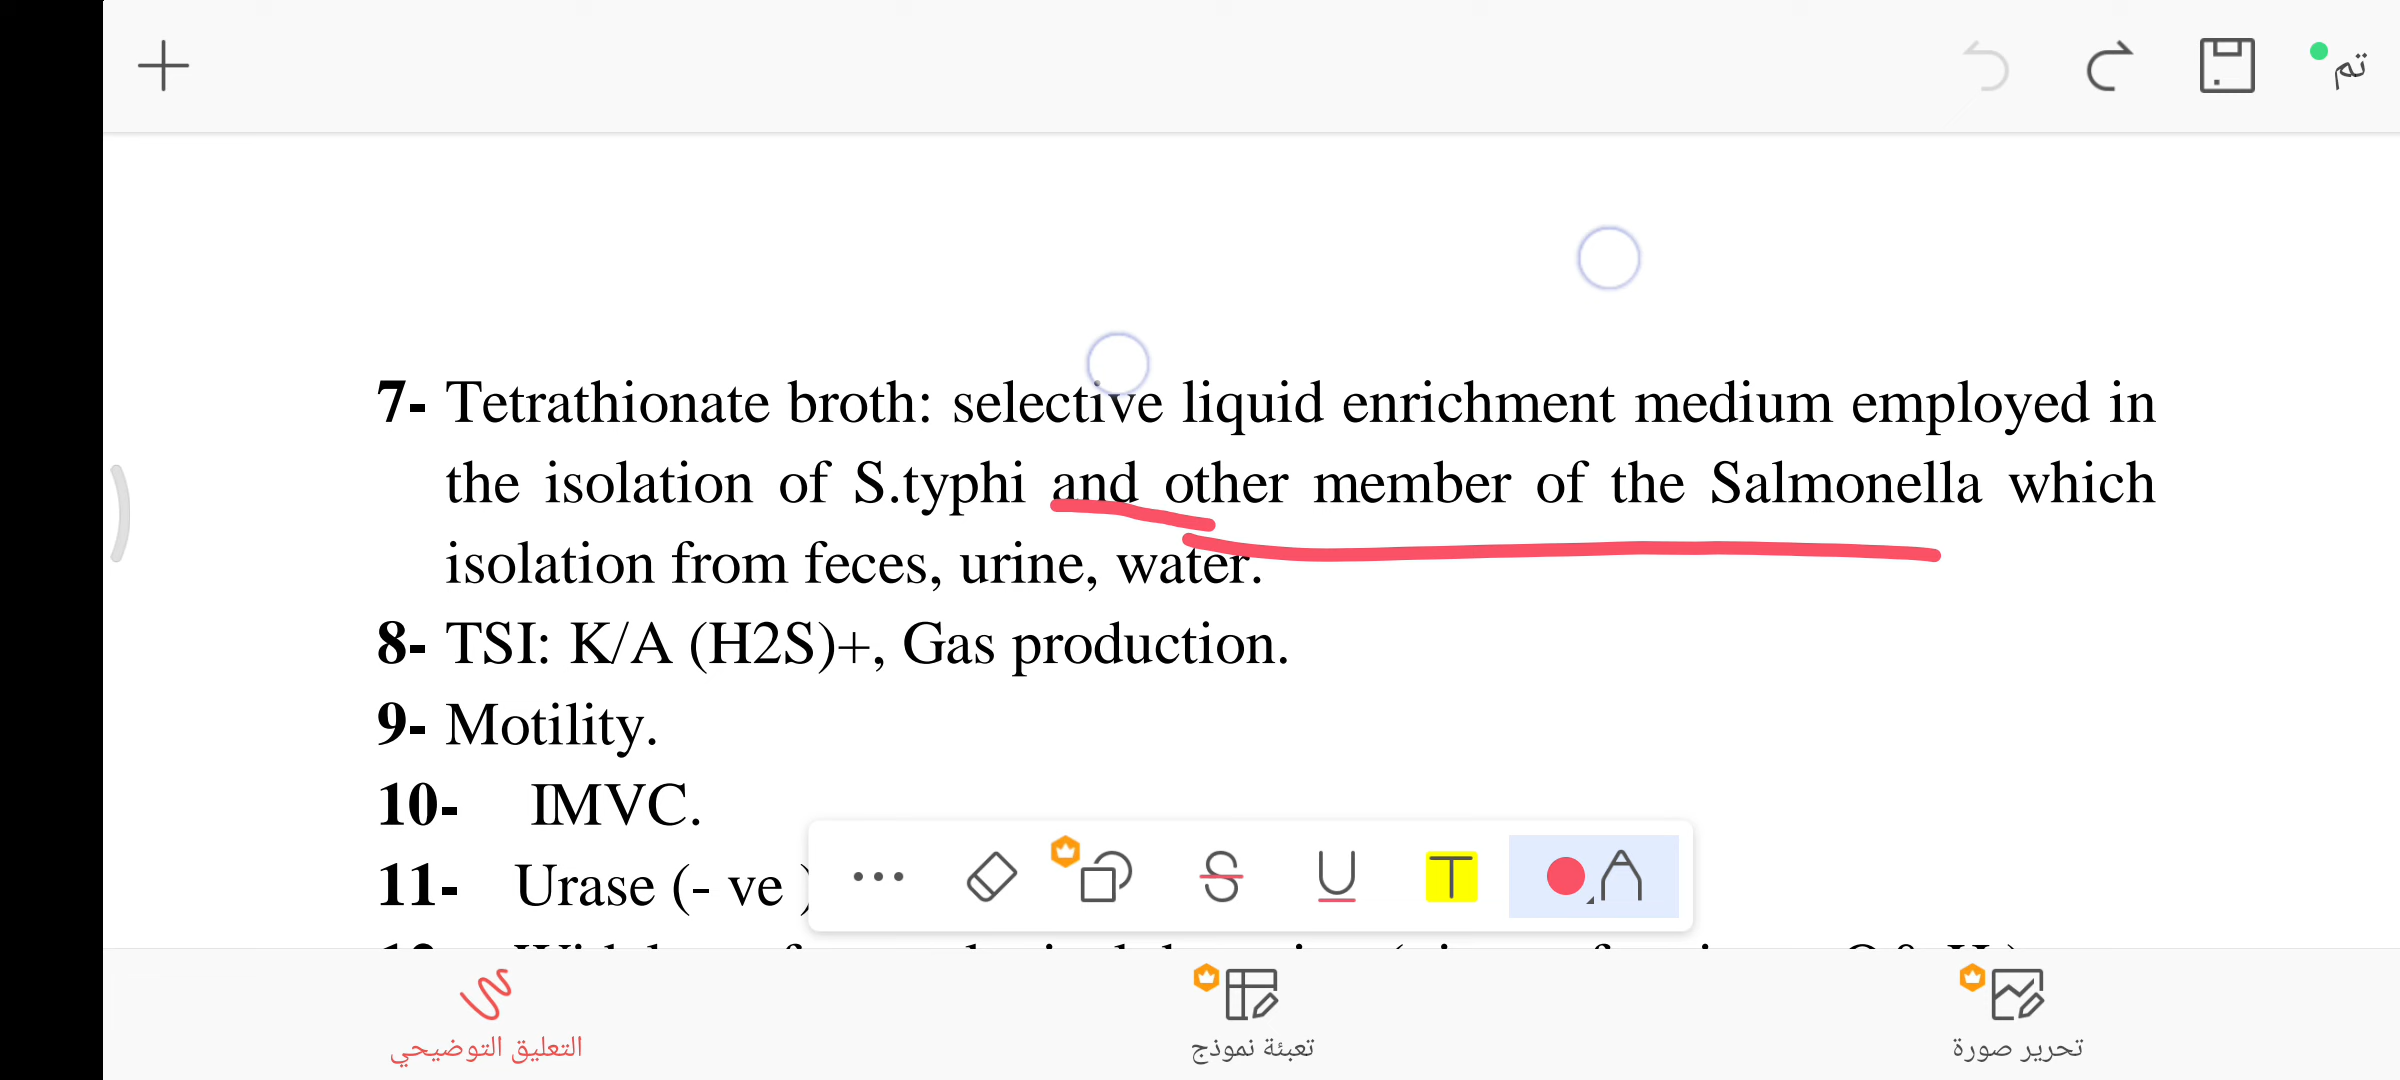 تم
7- Tetrathionate broth: selective liquid enrichment medium employed in
the isolation of S.typhi and other member of the Salmonella which
isolation from feces, urine, water.
8- TSI: K/A (H2S)+, Gas production.
9- Motility.
10- IMVC.
11- Urase (- ve )
التعليق التوضيحي
تعبئة نموذج
تحرير صورة